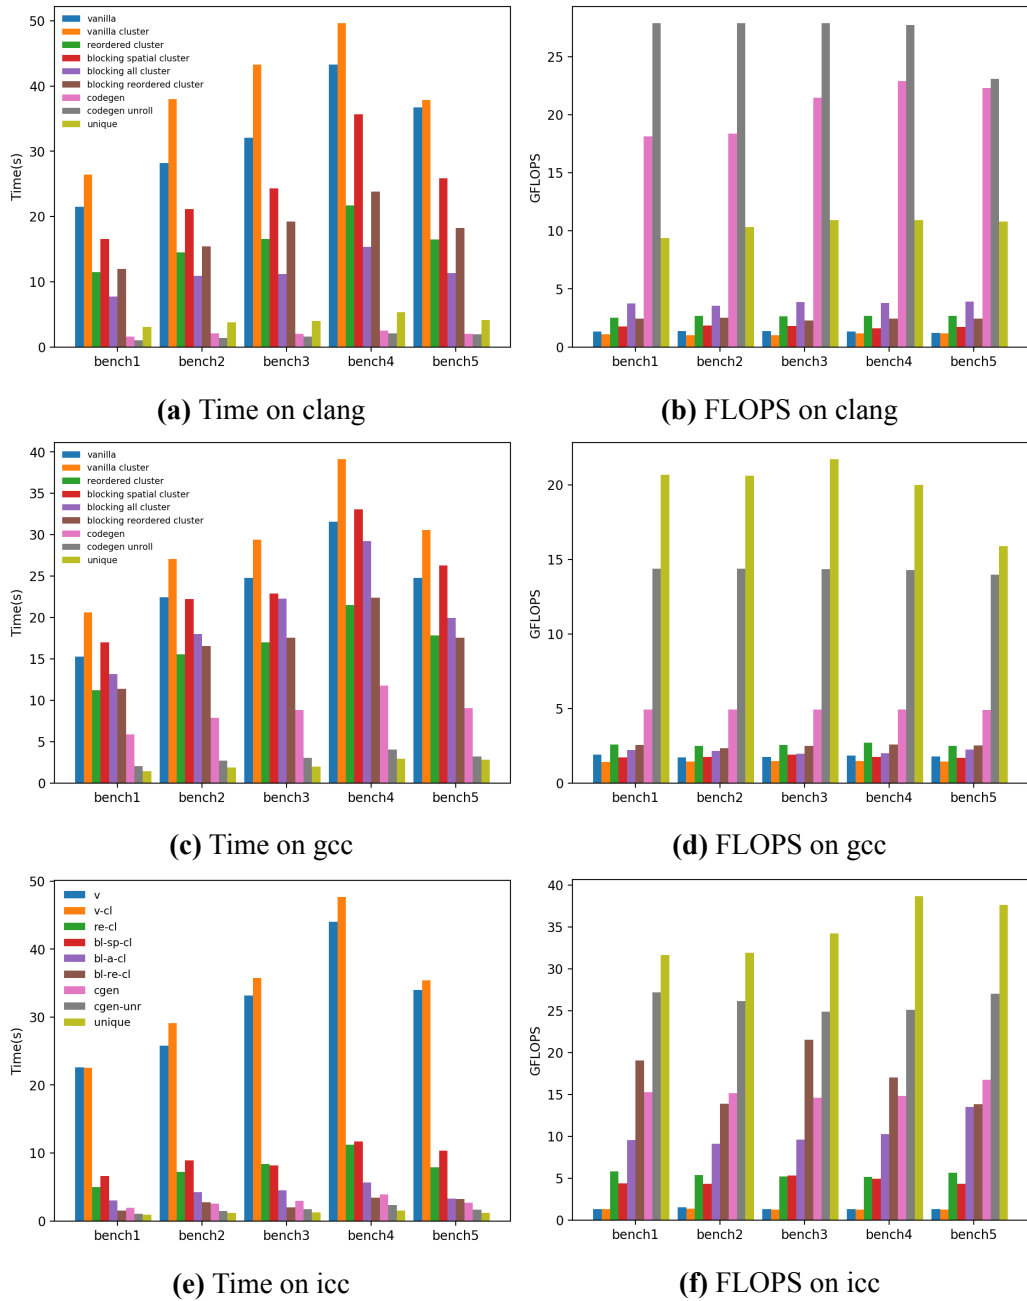 50
40
30
20
10
0
Time(s)
vanilla
vanilla cluster
reordered cluster
blocking spatial cluster
blocking all cluster
blocking reordered cluster
codegen
codegen unroll
unique
bench1 bench2 bench3 bench4 bench5
(a) Time on clang
25
20
15
10
5
0
GFLOPS
bench1 bench2 bench3 bench4 bench5
(b) FLOPS on clang
40
35
30
25
20
15
10
5
0
Time(s)
vanilla
vanilla cluster
reordered cluster
blocking spatial cluster
blocking all cluster
blocking reordered cluster
codegen
codegen unroll
unique
bench1 bench2 bench3 bench4 bench5
(c) Time on gcc
20
15
10
5
0
GFLOPS
bench1 bench2 bench3 bench4 bench5
(d) FLOPS on gcc
50
40
30
20
10
0
Time(s)
v
v-cl
re-cl
bl-sp-cl
bl-a-cl
bl-re-cl
cgen
cgen-unr
unique
bench1 bench2 bench3 bench4 bench5
(e) Time on icc
40
35
30
25
20
15
10
5
0
GFLOPS
bench1 bench2 bench3 bench4 bench5
(f) FLOPS on icc